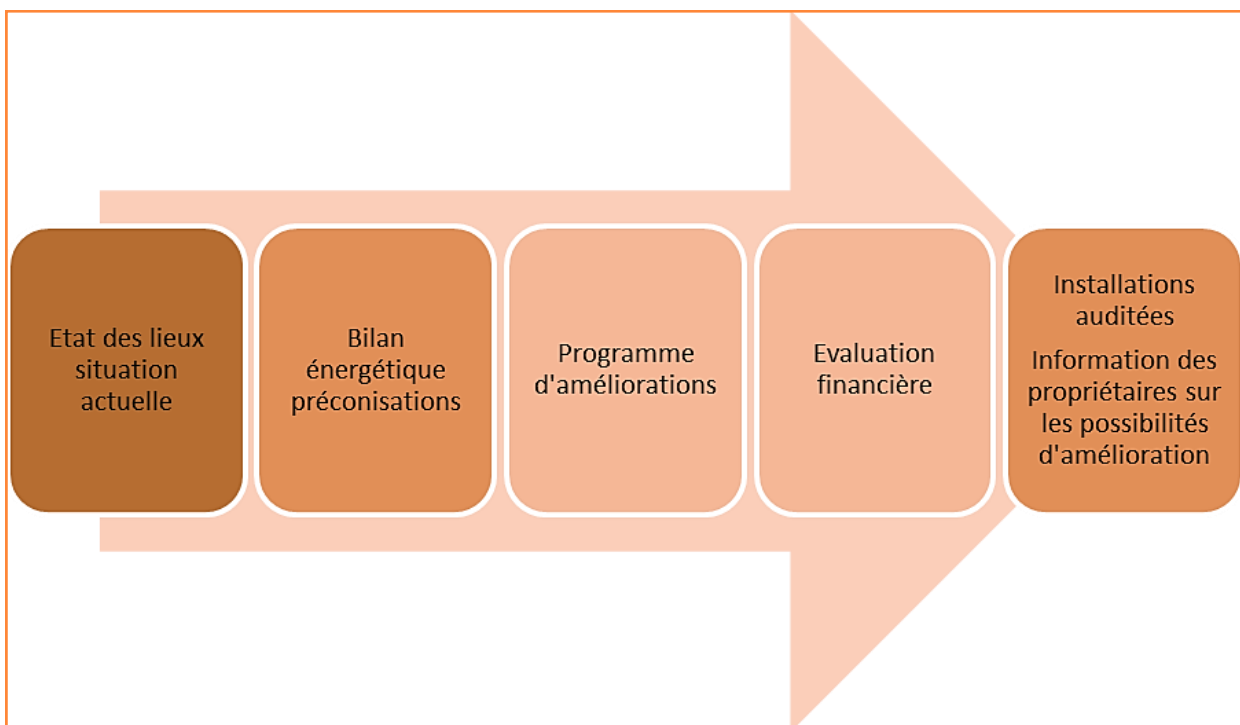 Etat des lieux
situation
actuelle
Bilan
énergétique
préconisations
Programme
d'améliorations
Evaluation
financière
Installations
auditées
Information des
propriétaires sur
les possibilités
d'amélioration